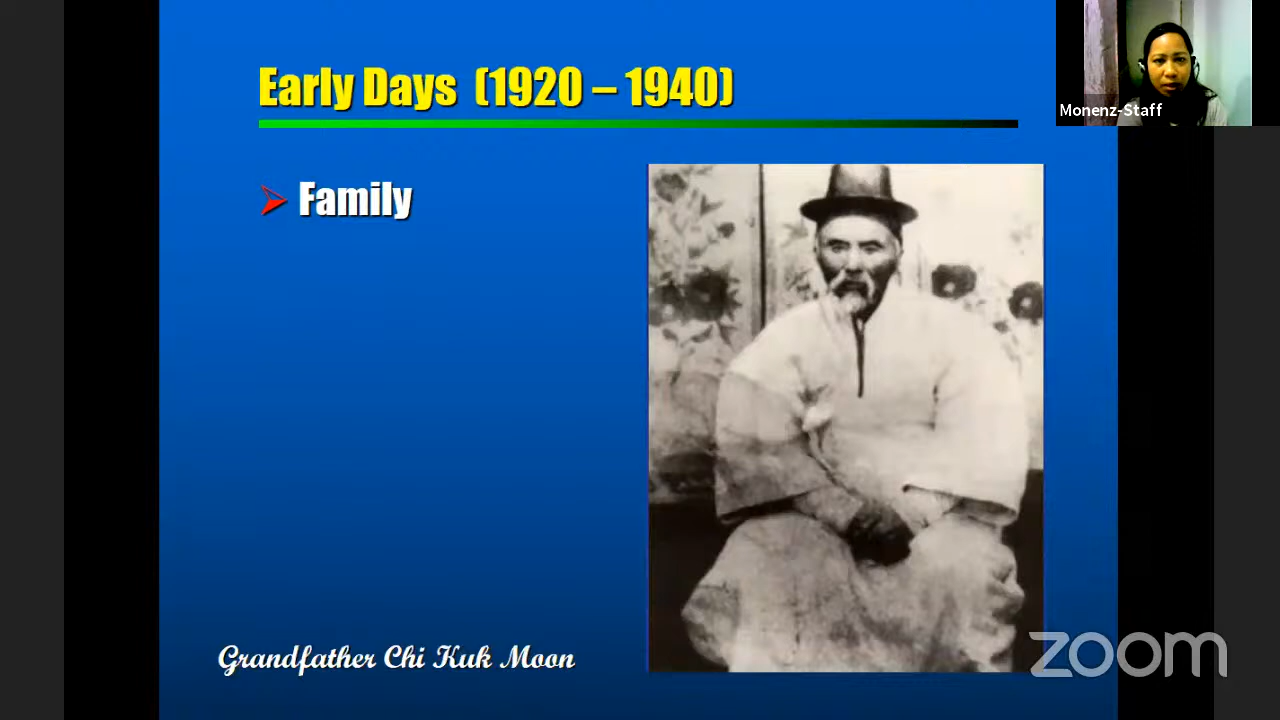 Early Days (1920 – 1940)
Monenz-Staff
Family
Grandfather Chi Kuk Moon
zoom